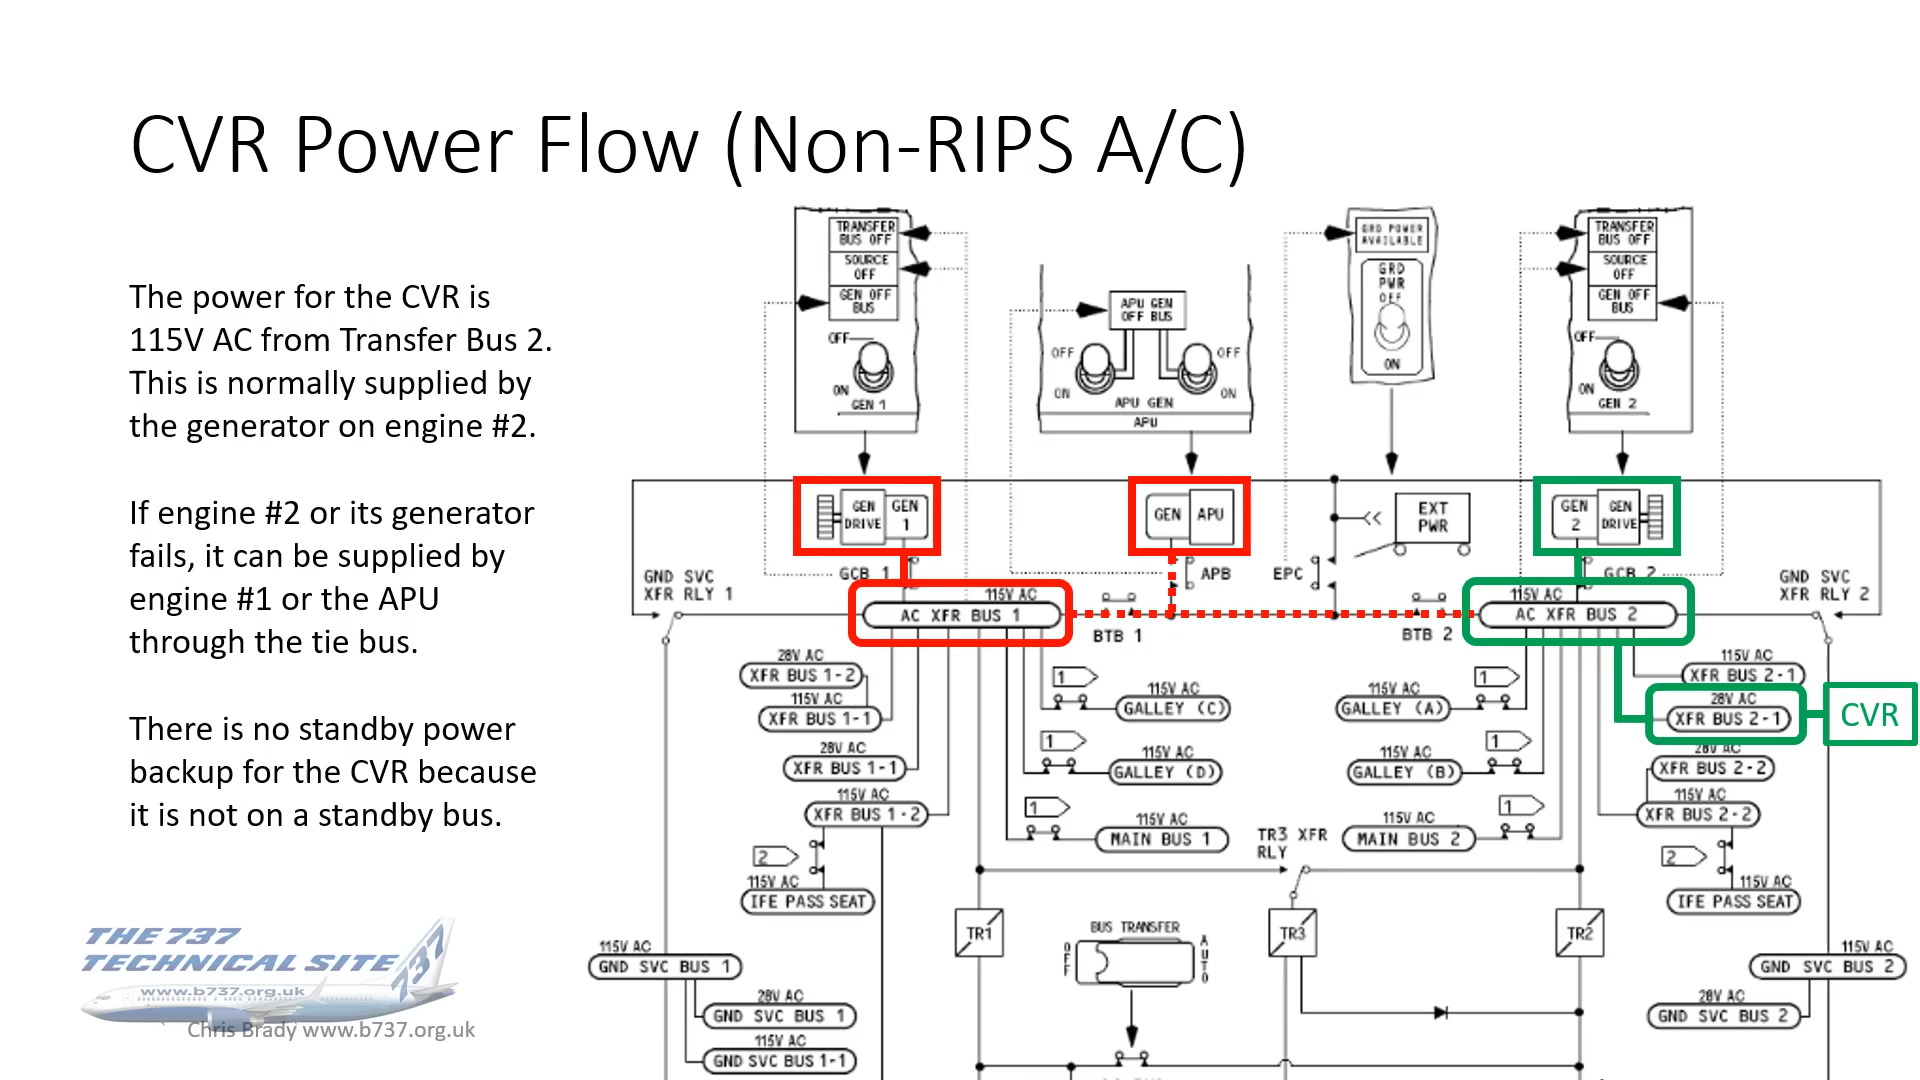 CVR Power Flow (Non-RIPS A/C)
The power for the CVR is
115V AC from Transfer Bus 2.
This is normally supplied by
the generator on engine #2.
If engine #2 or its generator
fails, it can be supplied by
engine #1 or the APU
through the tie bus.
There is no standby power
backup for the CVR because
it is not on a standby bus.
THE 737
TECHNICAL SITE
737
www.b737.org.uk
Chris Brady www.b737.org.uk
TRANSFER
BUS OFF
SOURCE
OFF
GEN OFF
BUS
OFF
ON
GEN 1
APU GEN
OFF BUS
OFF
OFF
ON
ON
APU GEN
APU
GRD POWER
AVAILABLE
GRD
PWR
OFF
ON
TRANSFER
BUS OFF
SOURCE
OFF
GEN OFF
BUS
OFF
ON
GEN 2
GEN
DRIVE
GEN
1
GEN
APU
EXT
PWR
GEN
2
GEN
DRIVE
GND SVC
XFR RLY 1
GCB 1
APB
EPC
GCB 2
GND SVC
XFR RLY 2
115V AC
AC XFR BUS 1
BTB 1
BTB 2
115V AC
AC XFR BUS 2
28V AC
XFR BUS 1-2
115V AC
XFR BUS 1-1
28V AC
XFR BUS 1-1
115V AC
XFR BUS 1-2
2
115V AC
IFE PASS SEAT
1
115V AC
GALLEY (C)
1
115V AC
GALLEY (D)
1
115V AC
MAIN BUS 1
1
115V AC
GALLEY (A)
1
115V AC
GALLEY (B)
1
115V AC
MAIN BUS 2
TR3 XFR
RLY
115V AC
XFR BUS 2-1
28V AC
XFR BUS 2-1
CVR
28V AC
XFR BUS 2-2
115V AC
XFR BUS 2-2
2
115V AC
IFE PASS SEAT
TR1
BUS TRANSFER
OFF
AUTO
TR3
TR2
115V AC
GND SVC BUS 1
28V AC
GND SVC BUS 1
115V AC
GND SVC BUS 1-1
115V AC
GND SVC BUS 2
28V AC
GND SVC BUS 2